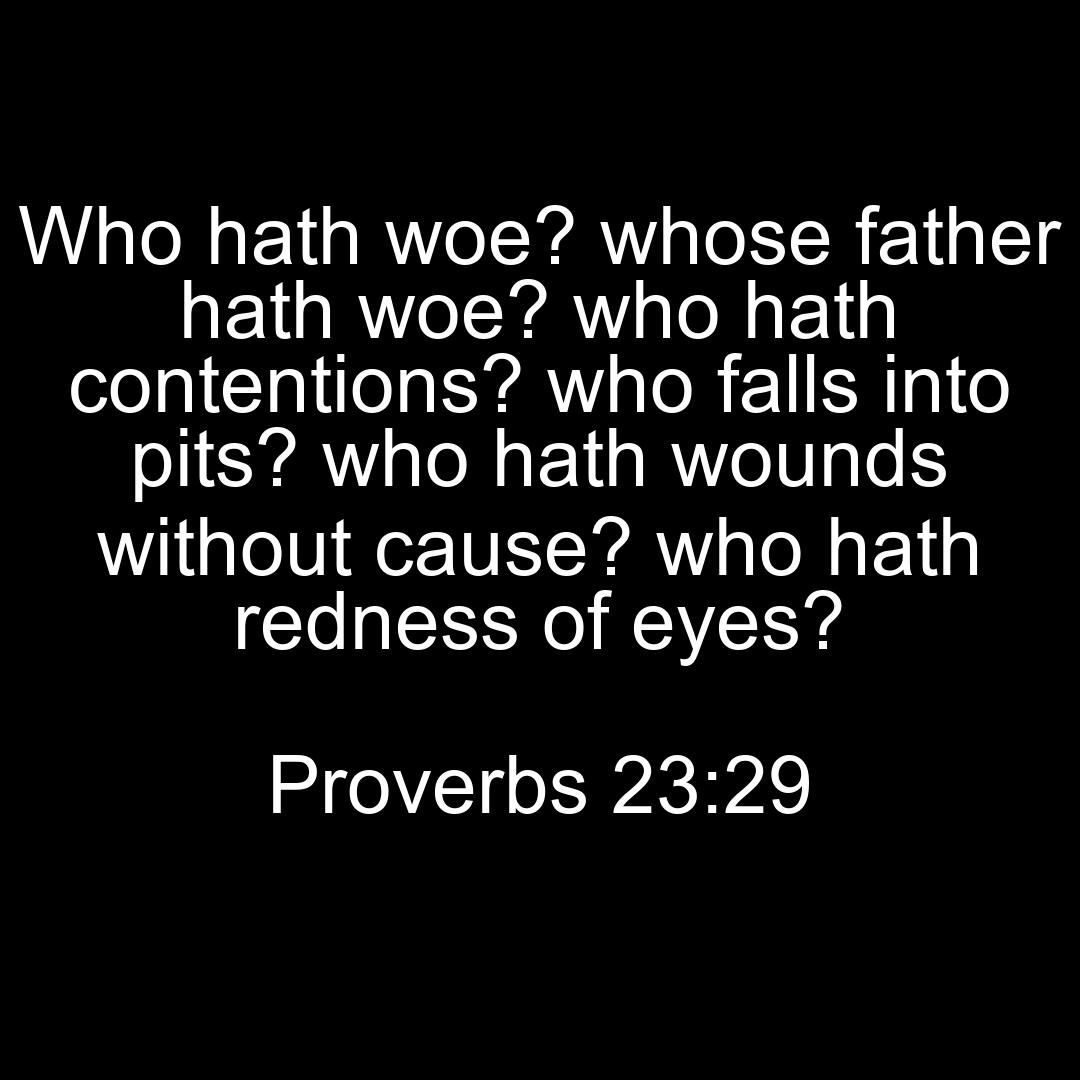 Who hath woe? whose father
hath woe? who hath
contentions? who falls into
pits? who hath wounds
without cause? who hath
redness of eyes?
Proverbs 23:29